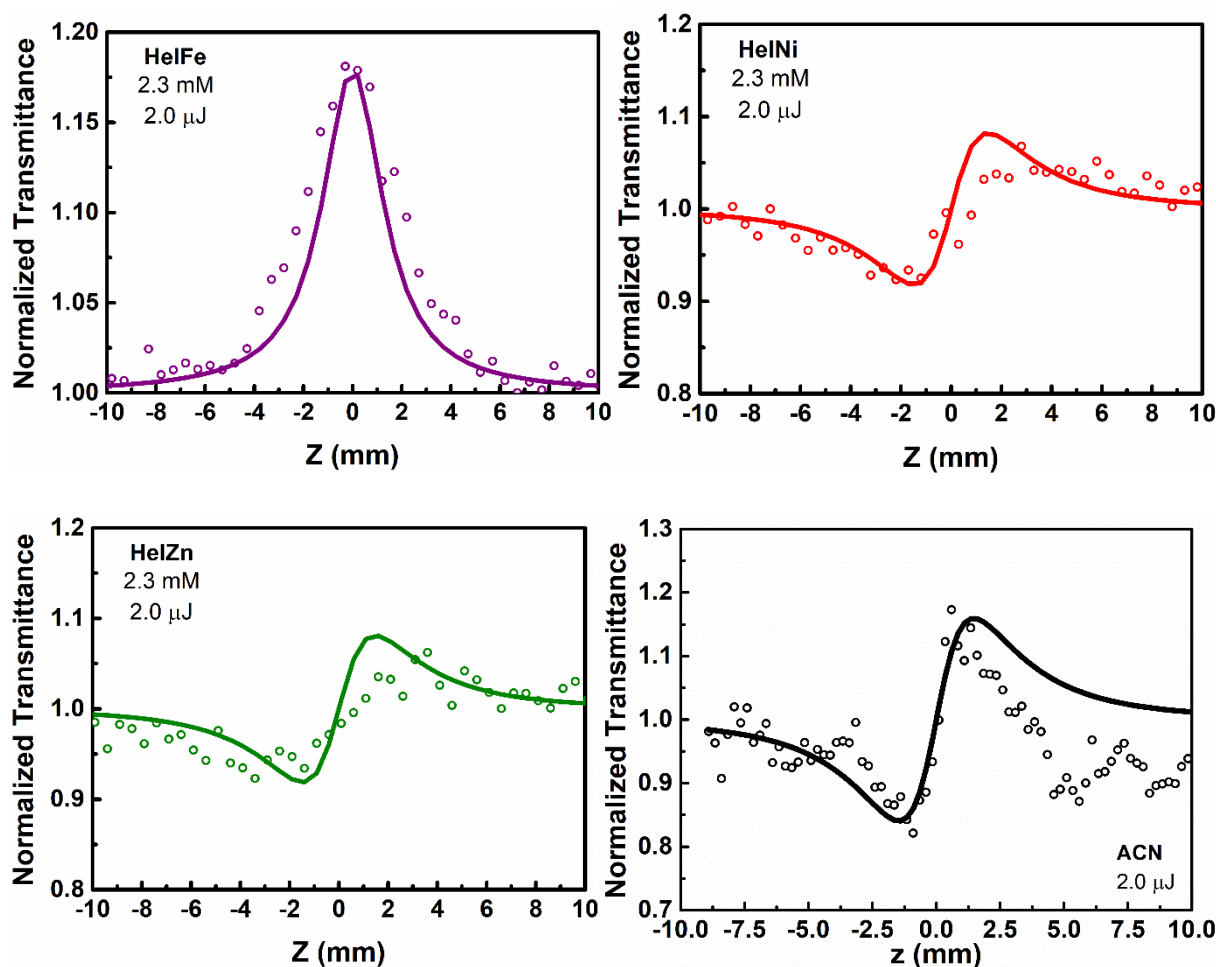 Normalized Transmittance
1.20
1.15
1.10
1.05
1.00
HelFe
2.3 mM
2.0 μJ
-10 -8 -6 -4 -2 0 2 4 6 8 10
Z (mm)
Normalized Transmittance
1.2
1.1
1.0
0.9
0.8
HelNi
2.3 mM
2.0 μJ
-10 -8 -6 -4 -2 0 2 4 6 8 10
Z (mm)
Normalized Transmittance
1.2
1.1
1.0
0.9
0.8
HelZn
2.3 mM
2.0 μJ
-10 -8 -6 -4 -2 0 2 4 6 8 10
Z (mm)
Normalized Transmittance
1.3
1.2
1.1
1.0
0.9
0.8
0.7
ACN
2.0 μJ
-10.0 -7.5 -5.0 -2.5 0.0 2.5 5.0 7.5 10.0
z (mm)